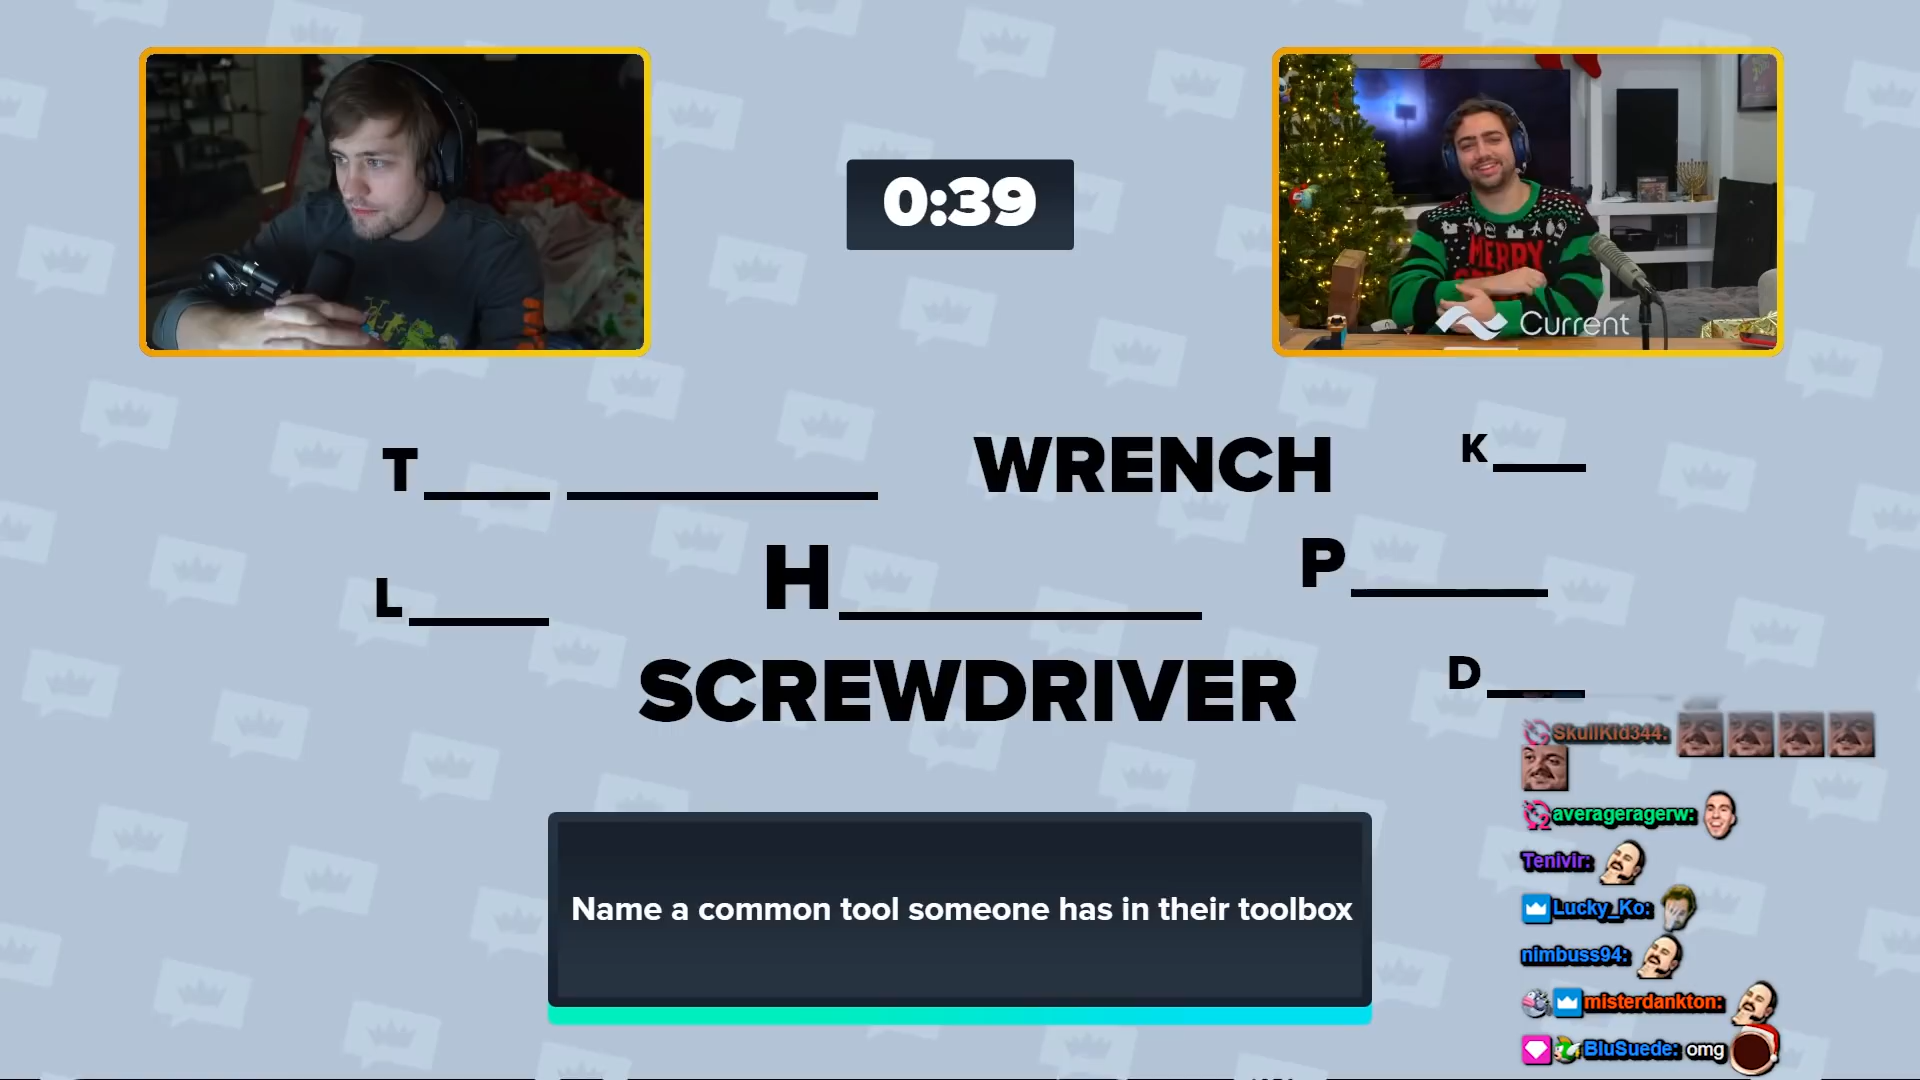 0:39
MERRY
Current
T
WRENCH
K
L
H
P
SCREWDRIVER
D
SkullKid344:
averageragerw:
Tenivir:
Lucky_Ko:
nimbuss94:
misterdankton:
BluSuede: omg
Name a common tool someone has in their toolbox